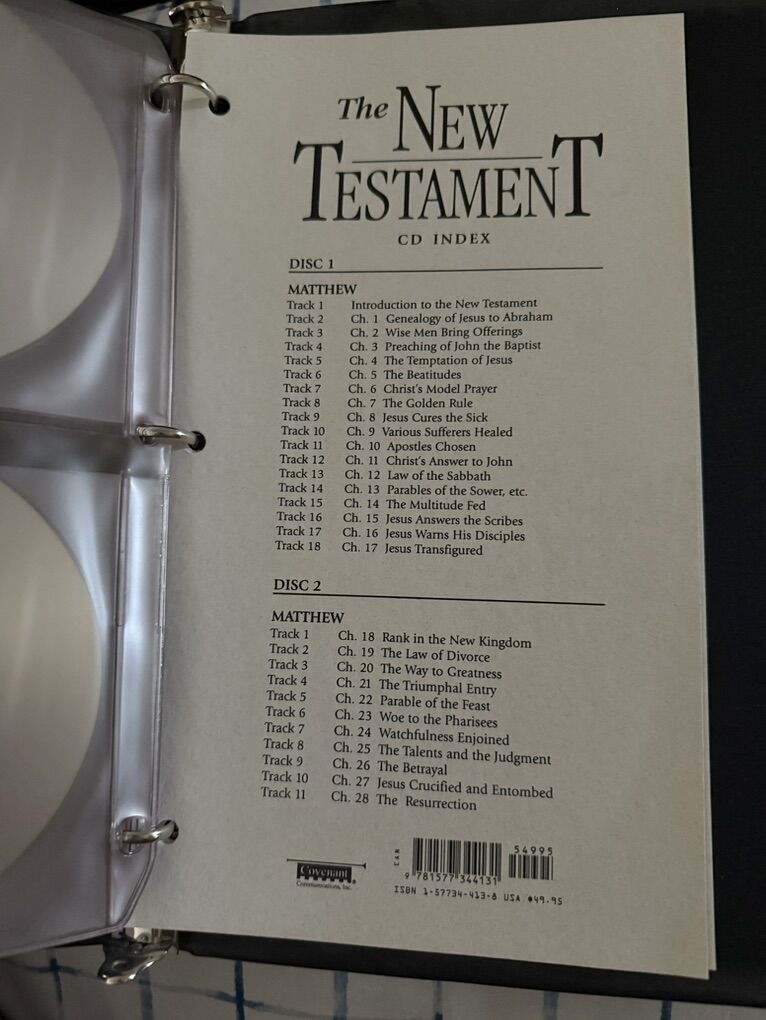 The NEW
TESTAMENT
CD INDEX
DISC 1
MATTHEW
Track 1 Introduction to the New Testament
Track 2 Ch. 1 Genealogy of Jesus to Abraham
Track 3 Ch. 2 Wise Men Bring Offerings
Track 4 Ch. 3 Preaching of John the Baptist
Track 5 Ch. 4 The Temptation of Jesus
Track 6 Ch. 5 The Beatitudes
Track 7 Ch. 6 Christ's Model Prayer
Track 8 Ch. 7 The Golden Rule
Track 9 Ch. 8 Jesus Cures the Sick
Track 10 Ch. 9 Various Sufferers Healed
Track 11 Ch. 10 Apostles Chosen
Track 12 Ch. 11 Christ's Answer to John
Track 13 Ch. 12 Law of the Sabbath
Track 14 Ch. 13 Parables of the Sower, etc.
Track 15 Ch. 14 The Multitude Fed
Track 16 Ch. 15 Jesus Answers the Scribes
Track 17 Ch. 16 Jesus Warns His Disciples
Track 18 Ch. 17 Jesus Transfigured
DISC 2
MATTHEW
Track 1 Ch. 18 Rank in the New Kingdom
Track 2 Ch. 19 The Law of Divorce
Track 3 Ch. 20 The Way to Greatness
Track 4 Ch. 21 The Triumphal Entry
Track 5 Ch. 22 Parable of the Feast
Track 6 Ch. 23 Woe to the Pharisees
Track 7 Ch. 24 Watchfulness Enjoined
Track 8 Ch. 25 The Talents and the Judgment
Track 9 Ch. 26 The Betrayal
Track 10 Ch. 27 Jesus Crucified and Entombed
Track 11 Ch. 28 The Resurrection
Covenant
Communications, Inc.
EAN
54995
9 781577 344131
ISBN 1-57734-413-8 USA $49.95